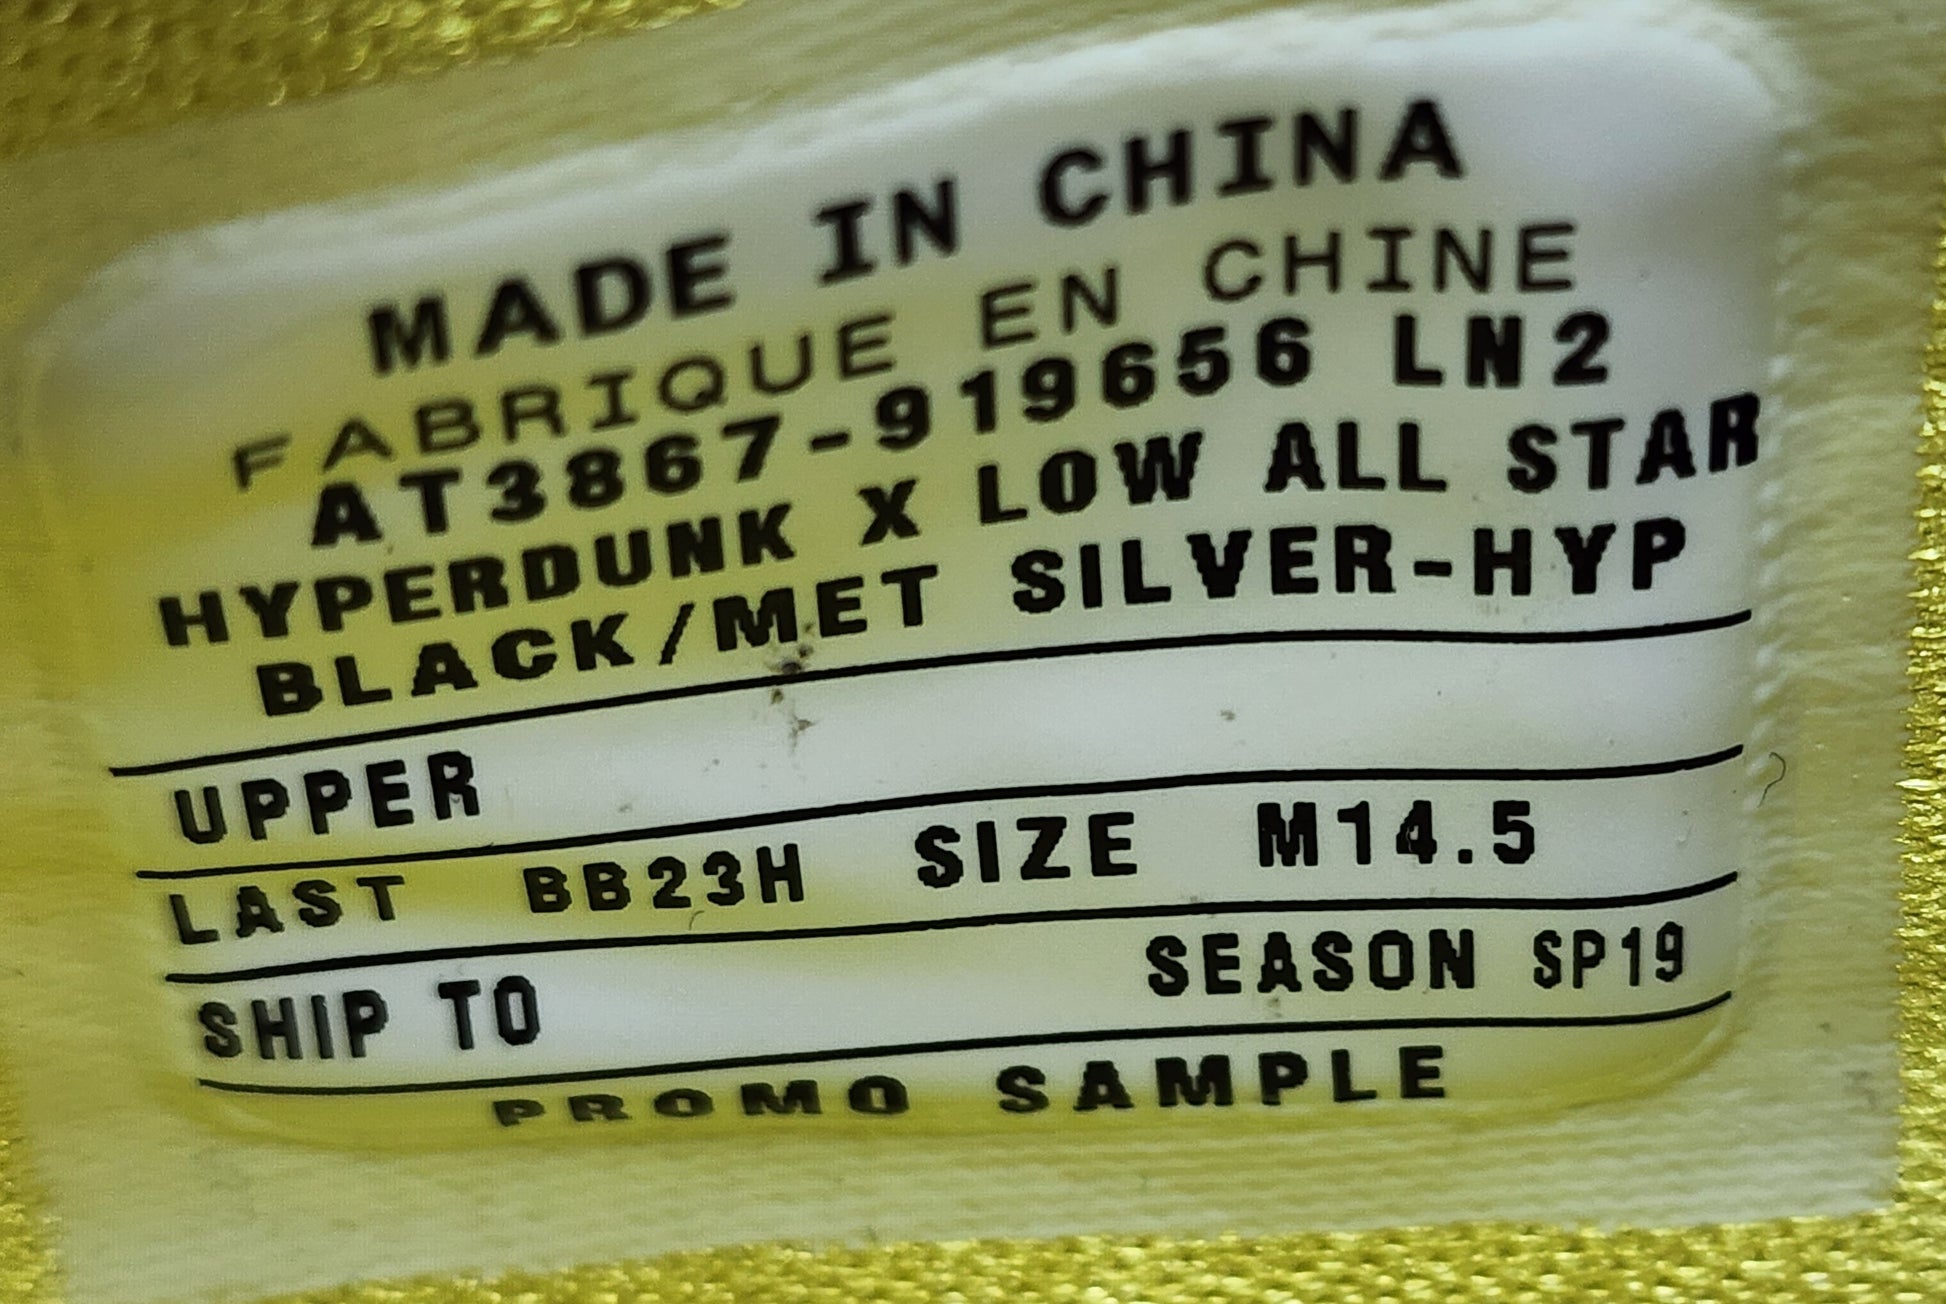 MADE IN CHINA
FABRIQUE EN CHINE
AT3867-919656 LN2
HYPERDUNK X LOW ALL STAR
BLACK/MET SILVER-HYP
UPPER
LAST BB23H SIZE M14.5
SHIP TO SEASON SP19
PROMO SAMPLE